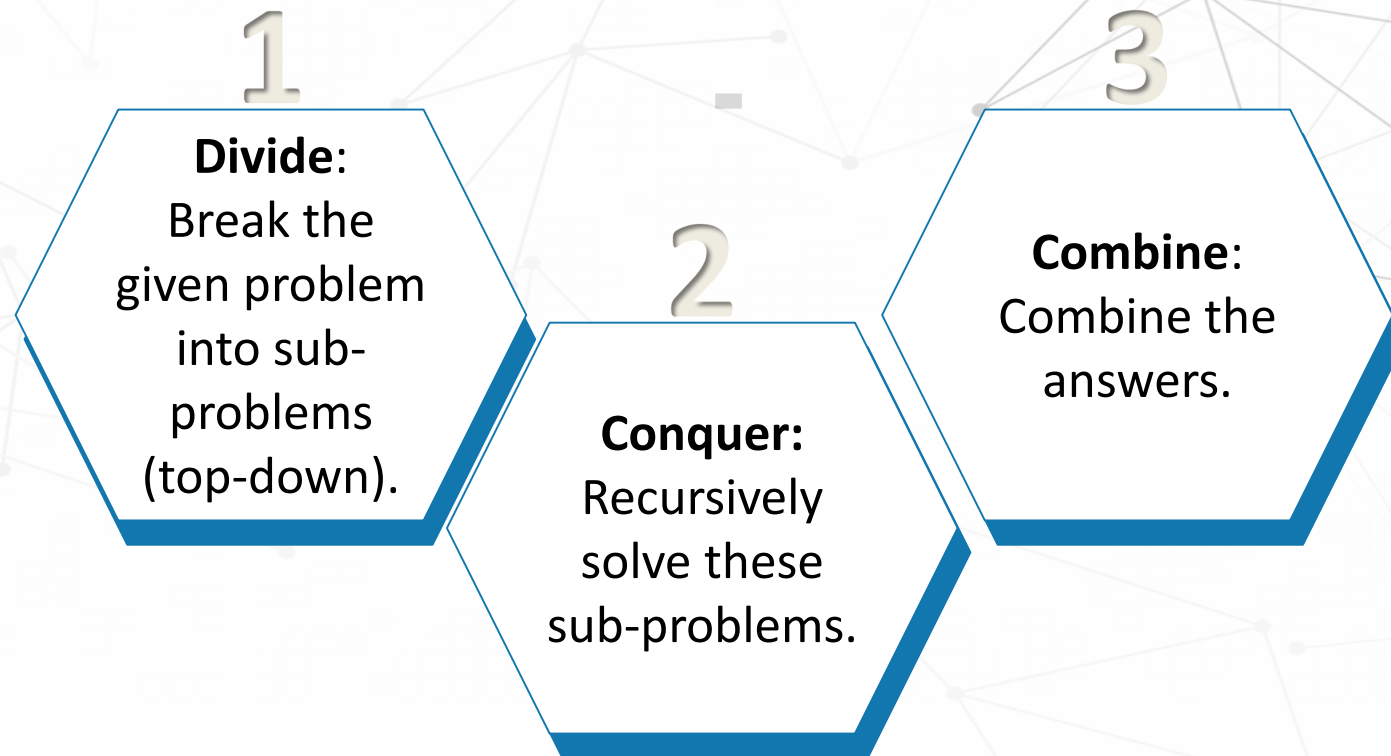 1
Divide:
Break the
given problem
into sub-
problems
(top-down).
2
Conquer:
Recursively
solve these
sub-problems.
3
Combine:
Combine the
answers.